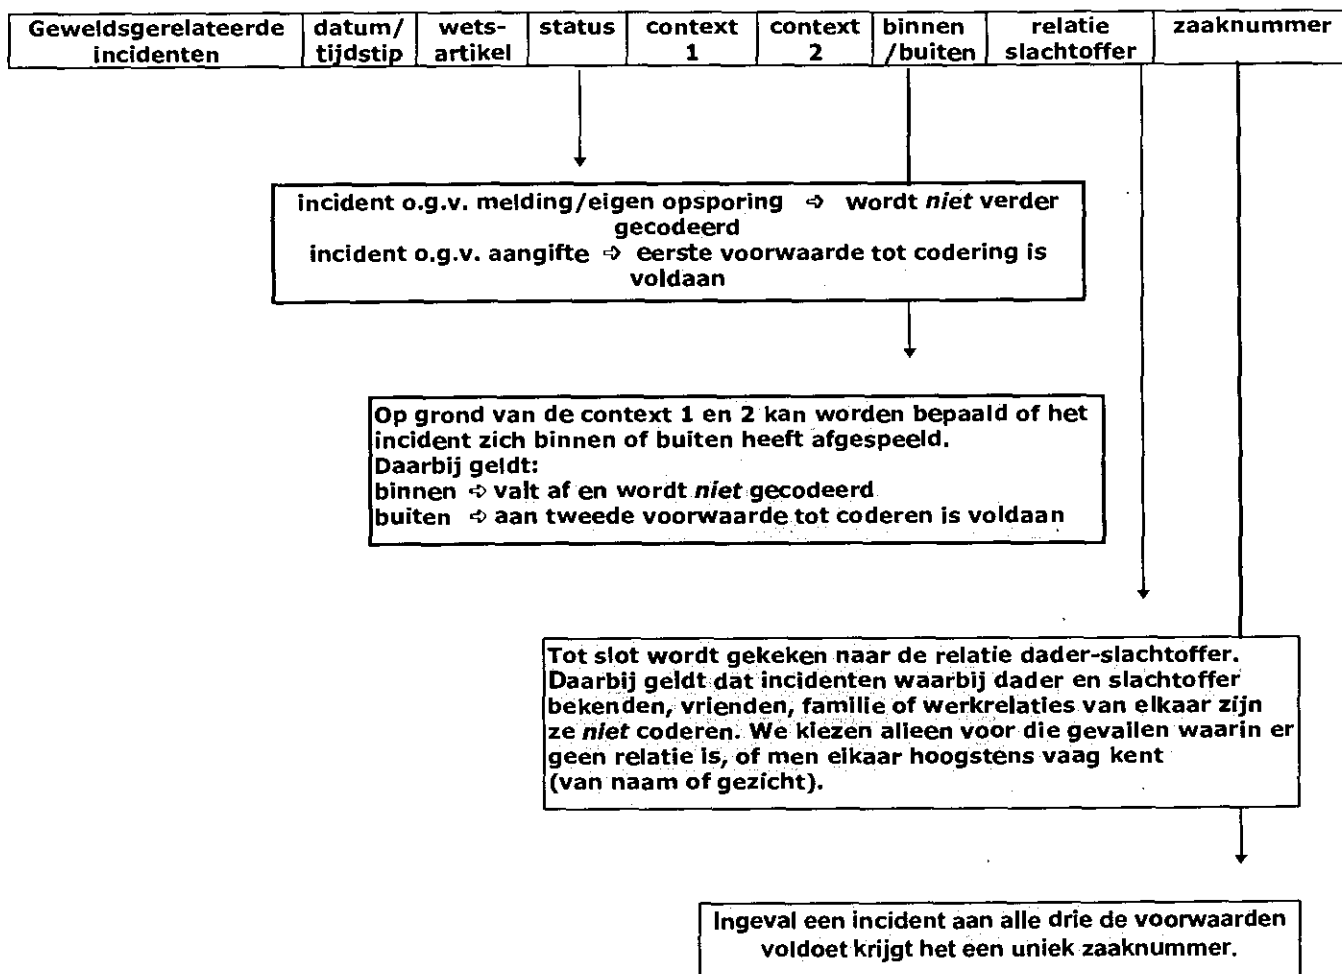 Geweldsgerelateerde incidenten datum/ tijdstip wets- artikel status context 1 context 2 binnen /buiten relatie slachtoffer zaaknummer
incident o.g.v. melding/eigen opsporing ➪ wordt niet verder
gecodeerd
incident o.g.v. aangifte ➪ eerste voorwaarde tot codering is
voldaan
Op grond van de context 1 en 2 kan worden bepaald of het
incident zich binnen of buiten heeft afgespeeld.
Daarbij geldt:
binnen ➪ valt af en wordt niet gecodeerd
buiten ➪ aan tweede voorwaarde tot coderen is voldaan
Tot slot wordt gekeken naar de relatie dader-slachtoffer.
Daarbij geldt dat incidenten waarbij dader en slachtoffer
bekenden, vrienden, familie of werkrelaties van elkaar zijn
ze niet coderen. We kiezen alleen voor die gevallen waarin er
geen relatie is, of men elkaar hoogstens vaag kent
(van naam of gezicht).
Ingeval een incident aan alle drie de voorwaarden
voldoet krijgt het een uniek zaaknummer.